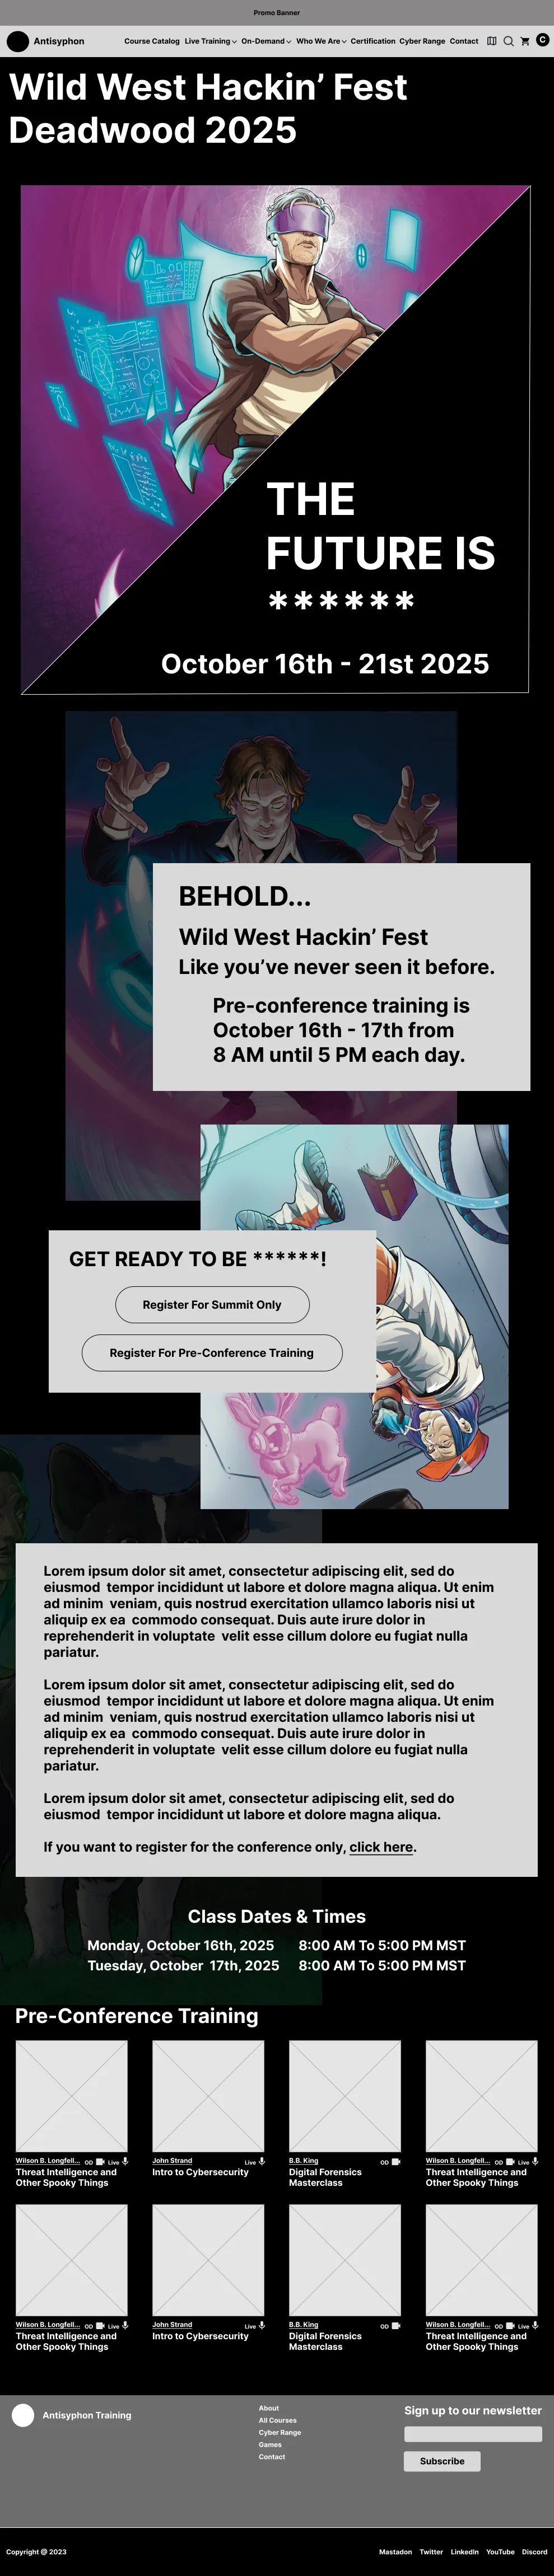 Promo Banner
Antisyphon
Course Catalog Live Training On-Demand Who We Are Certification Cyber Range Contact C
Wild West Hackin’ Fest
Deadwood 2025
THE
FUTURE IS
******
October 16th - 21st 2025
BEHOLD...
Wild West Hackin’ Fest
Like you’ve never seen it before.
Pre-conference training is
October 16th - 17th from
8 AM until 5 PM each day.
GET READY TO BE ******!
Register For Summit Only
Register For Pre-Conference Training
Lorem ipsum dolor sit amet, consectetur adipiscing elit, sed do
eiusmod tempor incididunt ut labore et dolore magna aliqua. Ut enim
ad minim veniam, quis nostrud exercitation ullamco laboris nisi ut
aliquip ex ea commodo consequat. Duis aute irure dolor in
reprehenderit in voluptate velit esse cillum dolore eu fugiat nulla
pariatur.
Lorem ipsum dolor sit amet, consectetur adipiscing elit, sed do
eiusmod tempor incididunt ut labore et dolore magna aliqua. Ut enim
ad minim veniam, quis nostrud exercitation ullamco laboris nisi ut
aliquip ex ea commodo consequat. Duis aute irure dolor in
reprehenderit in voluptate velit esse cillum dolore eu fugiat nulla
pariatur.
Lorem ipsum dolor sit amet, consectetur adipiscing elit, sed do
eiusmod tempor incididunt ut labore et dolore magna aliqua.
If you want to register for the conference only, click here.
Class Dates & Times
Monday, October 16th, 2025 8:00 AM To 5:00 PM MST
Tuesday, October 17th, 2025 8:00 AM To 5:00 PM MST
Pre-Conference Training
Wilson B. Longfell... OD Live
Threat Intelligence and
Other Spooky Things
John Strand Live
Intro to Cybersecurity
B.B. King OD
Digital Forensics
Masterclass
Wilson B. Longfell... OD Live
Threat Intelligence and
Other Spooky Things
Wilson B. Longfell... OD Live
Threat Intelligence and
Other Spooky Things
John Strand Live
Intro to Cybersecurity
B.B. King OD
Digital Forensics
Masterclass
Wilson B. Longfell... OD Live
Threat Intelligence and
Other Spooky Things
Antisyphon Training
About
All Courses
Cyber Range
Games
Contact
Sign up to our newsletter
Subscribe
Copyright @ 2023
Mastadon Twitter LinkedIn YouTube Discord